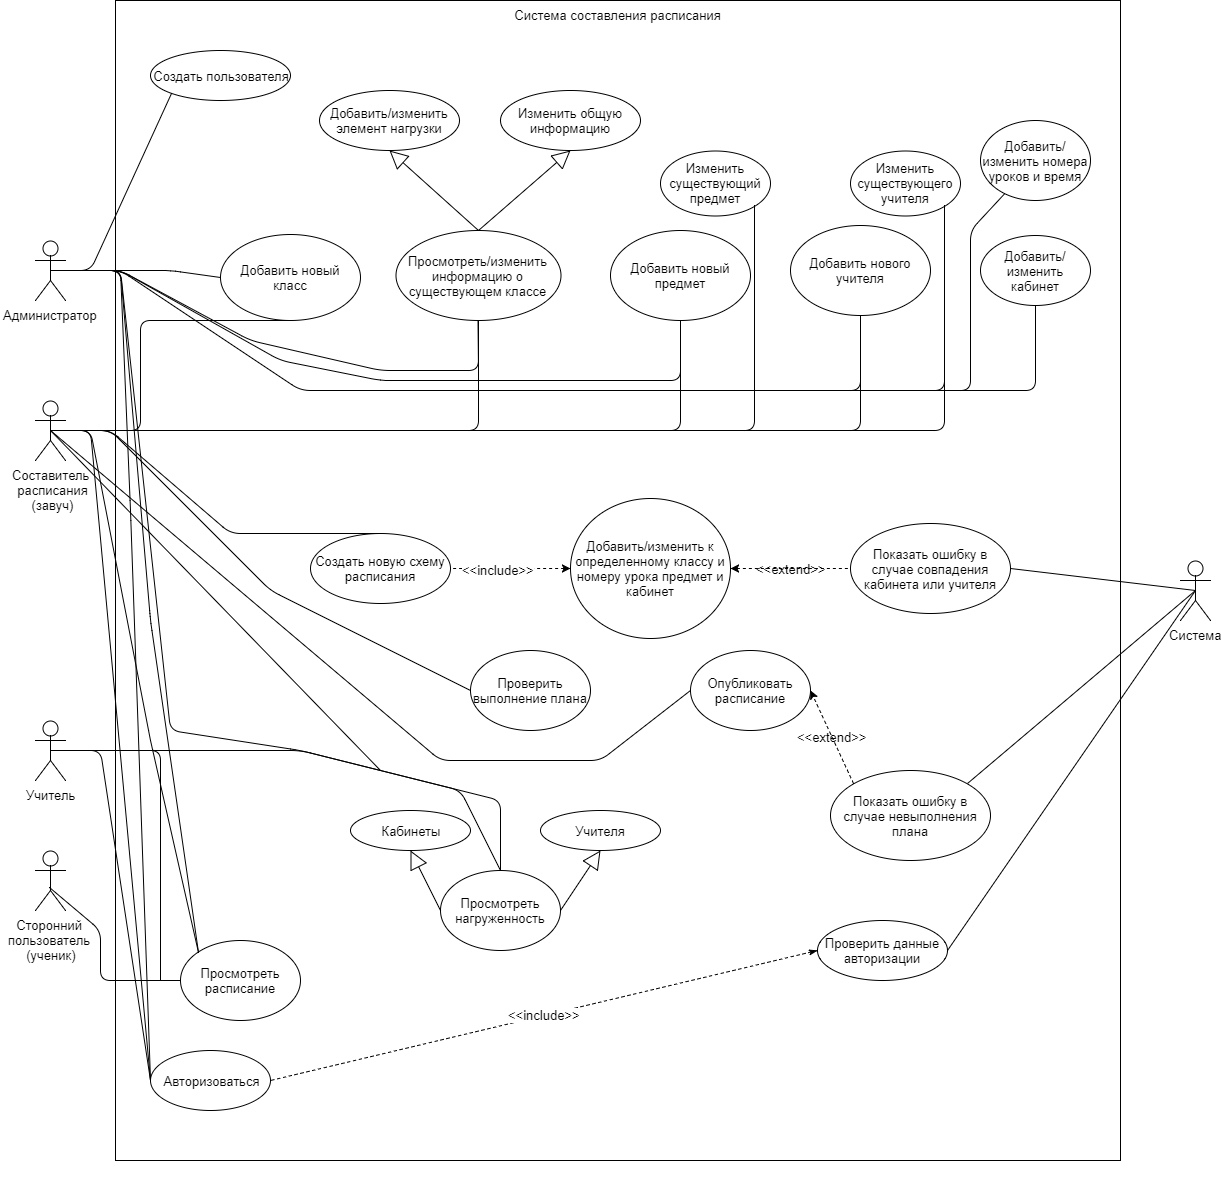 Система составления расписания
Создать пользователя
Добавить/изменить
элемент нагрузки
Изменить общую
информацию
Изменить
существующий
предмет
Изменить
существующего
учителя
Добавить/
изменить номера
уроков и время
Добавить новый
класс
Просмотреть/изменить
информацию о
существующем классе
Добавить новый
предмет
Добавить нового
учителя
Добавить/
изменить
кабинет
Администратор
Составитель
расписания
(завуч)
Создать новую схему
расписания
<<include>>
Добавить/изменить к
определенному классу и
номеру урока предмет и
кабинет
<<extend>>
Показать ошибку в
случае совпадения
кабинета или учителя
Система
Проверить
выполнение плана
Опубликовать
расписание
<<extend>>
Учитель
Показать ошибку в
случае невыполнения
плана
Кабинеты
Учителя
Просмотреть
нагруженность
Сторонний
пользователь
(ученик)
Проверить данные
авторизации
Просмотреть
расписание
<<include>>
Авторизоваться